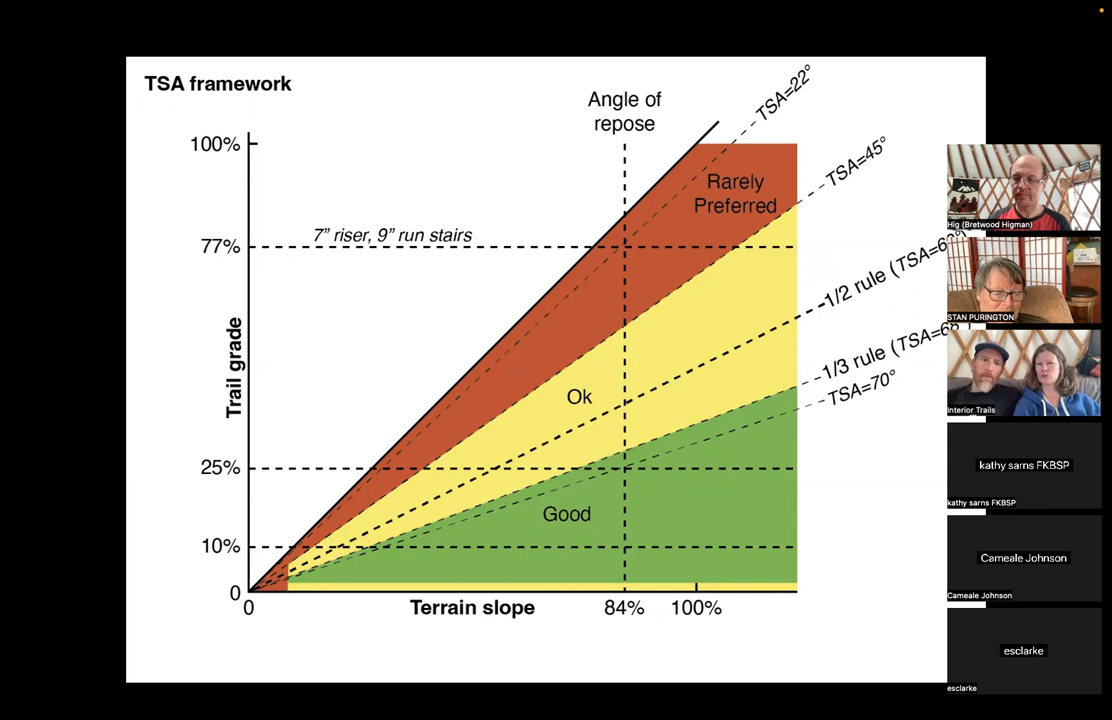 TSA framework
Angle of
repose
TSA=22°
100%
TSA=45°
Rarely
Preferred
77%
7” riser, 9” run stairs
1/2 rule (TSA=60°)
1/3 rule
TSA=70°
Trail grade
Ok
25%
Good
10%
0
0
Terrain slope
84%
100%
Hig (Bretwood Higman)
STAN PURINGTON
Interior Trails
kathy sarns FKBSP
kathy sarns FKBSP
Cameale Johnson
Cameale Johnson
esclarke
esclarke